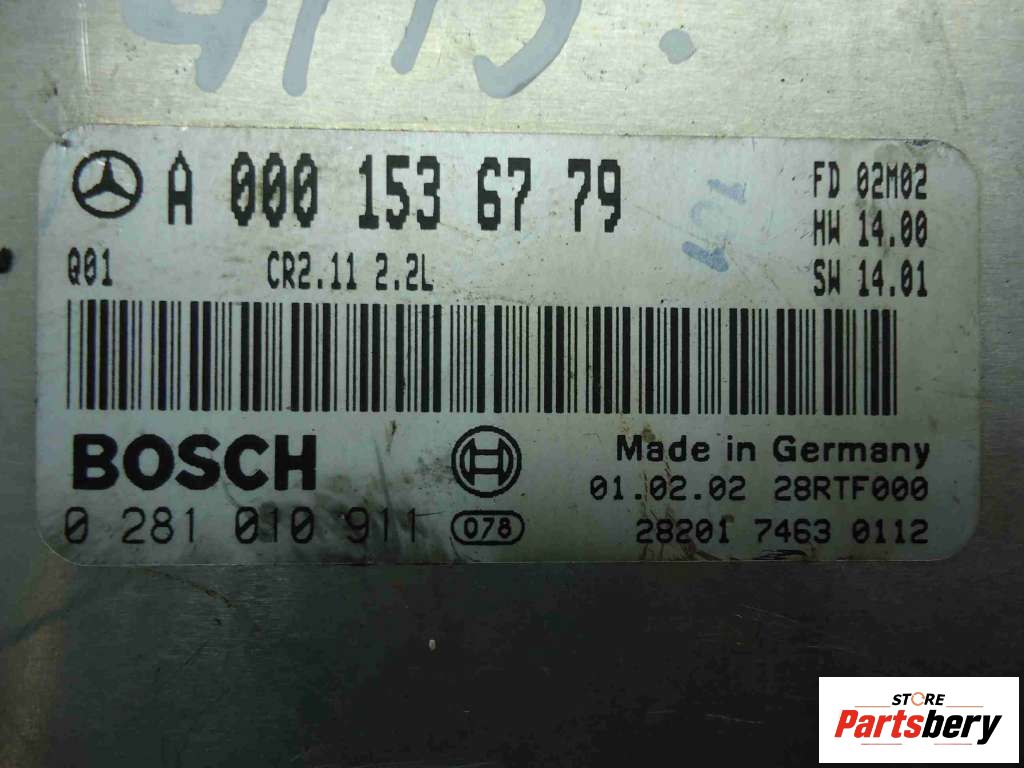 A 000 153 67 79
FD 02M02
HW 14.00
Q01 CR2.11 2.2L
SW 14.01
BOSCH
Made in Germany
01.02.02 28RTF000
0 281 010 911 078
28201 7463 0112
STORE
Partsbery